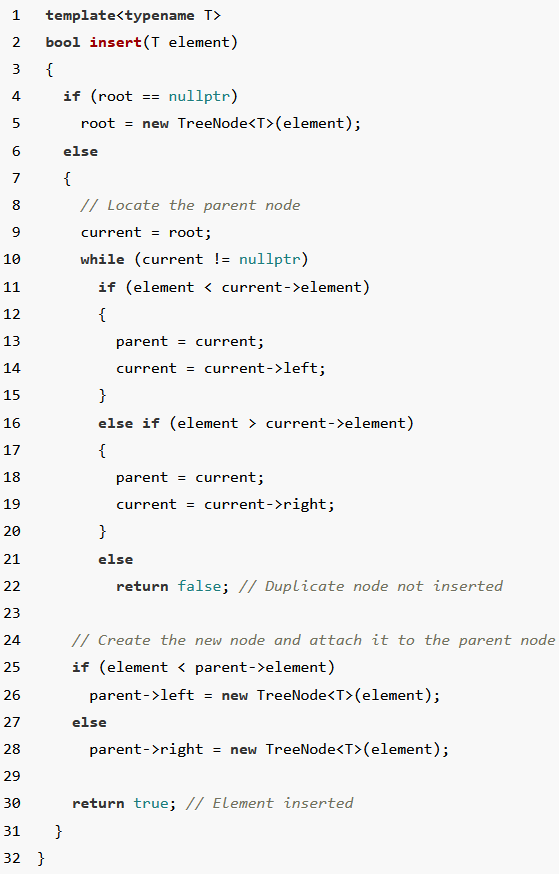 1 template<typename T>
2 bool insert(T element)
3 {
4   if (root == nullptr)
5     root = new TreeNode<T>(element);
6   else
7   {
8     // Locate the parent node
9     current = root;
10     while (current != nullptr)
11       if (element < current->element)
12       {
13         parent = current;
14         current = current->left;
15       }
16       else if (element > current->element)
17       {
18         parent = current;
19         current = current->right;
20       }
21       else
22         return false; // Duplicate node not inserted
23
24    // Create the new node and attach it to the parent node
25    if (element < parent->element)
26      parent->left = new TreeNode<T>(element);
27    else
28      parent->right = new TreeNode<T>(element);
29
30    return true; // Element inserted
31  }
32 }